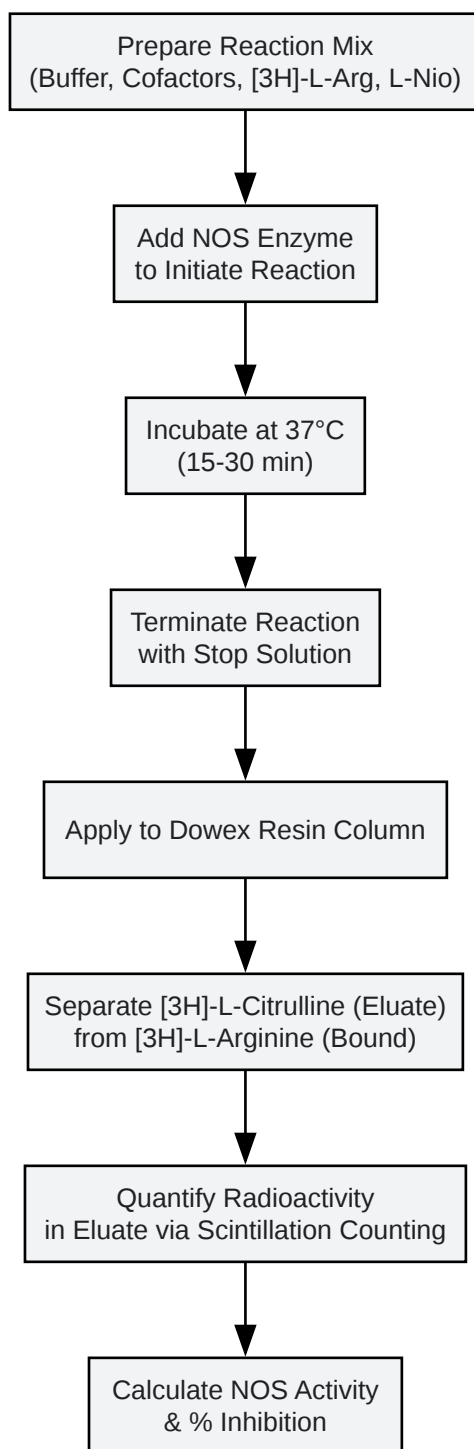 Prepare Reaction Mix
(Buffer, Cofactors, [3H]-L-Arg, L-Nio)
Add NOS Enzyme
to Initiate Reaction
Incubate at 37°C
(15-30 min)
Terminate Reaction
with Stop Solution
Apply to Dowex Resin Column
Separate [3H]-L-Citrulline (Eluate)
from [3H]-L-Arginine (Bound)
Quantify Radioactivity
in Eluate via Scintillation Counting
Calculate NOS Activity
& % Inhibition